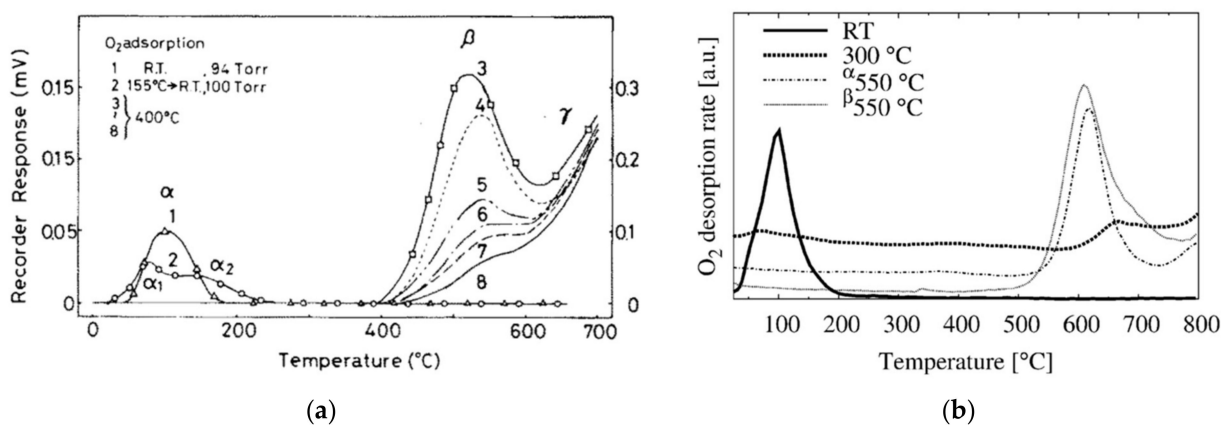 O₂ adsorption
1 R.T. , 94 Torr
2 155°C→R.T.,100 Torr
3
,
8
} 400°C
Recorder Response (mV)
0.15
0.15
0.05
0
0.3
0.2
0.1
0
α
1
2
α₁
α₂
β
3
4
5
6
7
8
γ
0
200
400
500
600
700
Temperature (°C)
(a)
RT
300 °C
α550 °C
β550 °C
O₂ desorption rate [a.u.]
100 200 300 400 500 600 700 800
Temperature [°C]
(b)